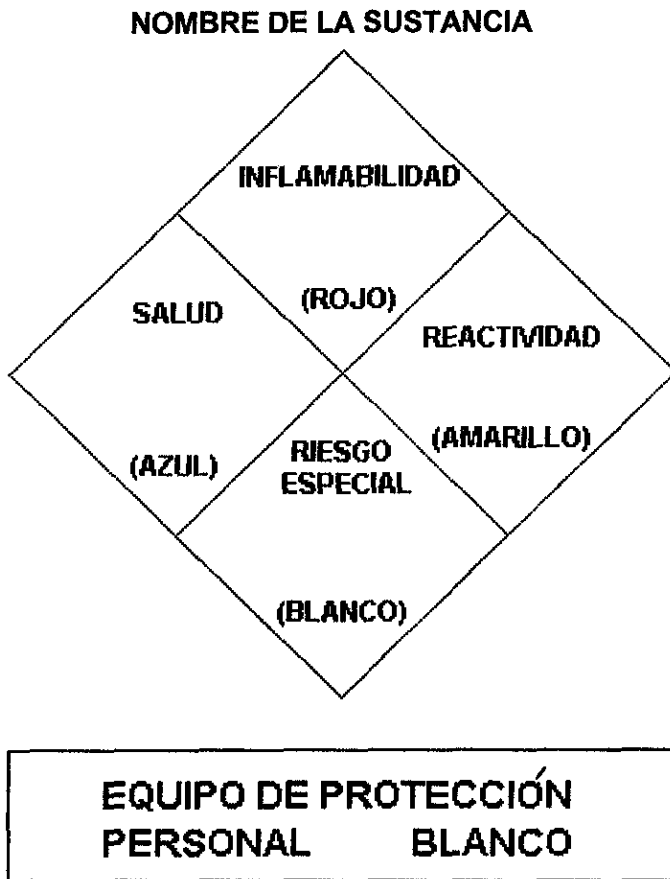 NOMBRE DE LA SUSTANCIA
INFLAMABILIDAD
(ROJO)
SALUD
(AZUL)
REACTIVIDAD
(AMARILLO)
RIESGO
ESPECIAL
(BLANCO)
EQUIPO DE PROTECCIÓN
PERSONAL BLANCO